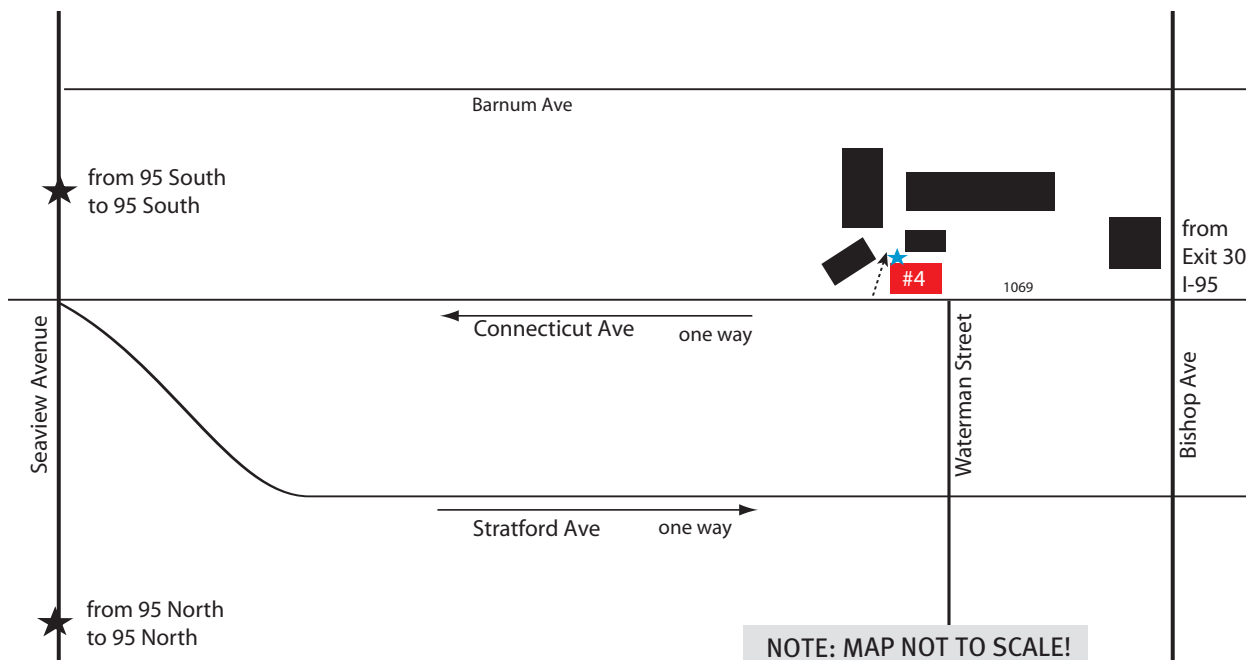 Barnum Ave
from 95 South
to 95 South
from
Exit 30
I-95
#4
1069
Connecticut Ave
one way
Seaview Avenue
Waterman Street
Bishop Ave
Stratford Ave
one way
from 95 North
to 95 North
NOTE: MAP NOT TO SCALE!